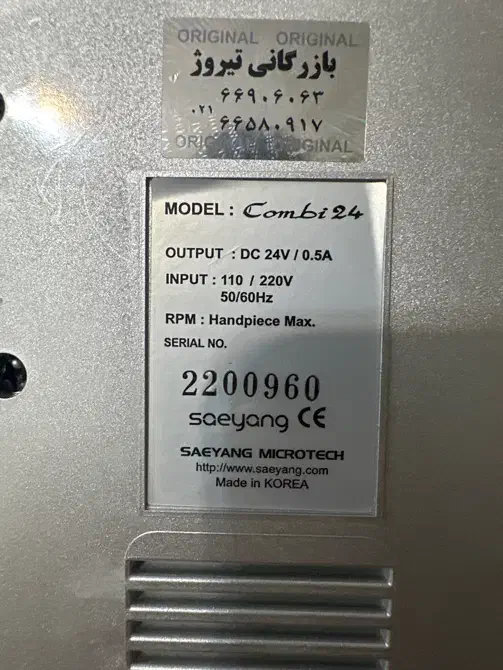 ORIGINAL ORIGINAL
بازرگانی تیروژ
۶۶۹۰۶۰۶۳
۰۲۱
۶۶۵۸۰۹۱۷
ORIGINAL
MODEL : Combi 24
OUTPUT : DC 24V / 0.5A
INPUT : 110 / 220V
50/60Hz
RPM : Handpiece Max.
SERIAL NO.
2200960
saeyang CE
SAEYANG MICROTECH
http://www.saeyang.com
Made in KOREA